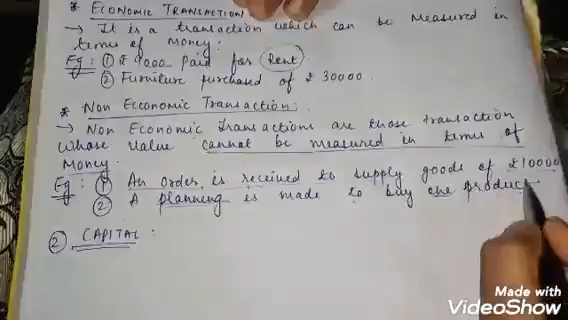 * ECONOMIC TRANSACTION
→ It is a transaction which can be measured in
terms of Money:
Eg: ① ₹ 9000 Paid for Rent
② Furniture purchased of ₹ 30000.
* NON ECONOMIC TRANSACTION:
→ Non Economic transactions are those transaction
whose value cannot be measured in terms of
Money.
Eg: ① An order is received to supply goods of ₹10000
② A planning is made to buy the product
② CAPITAL:
Made with
VideoShow